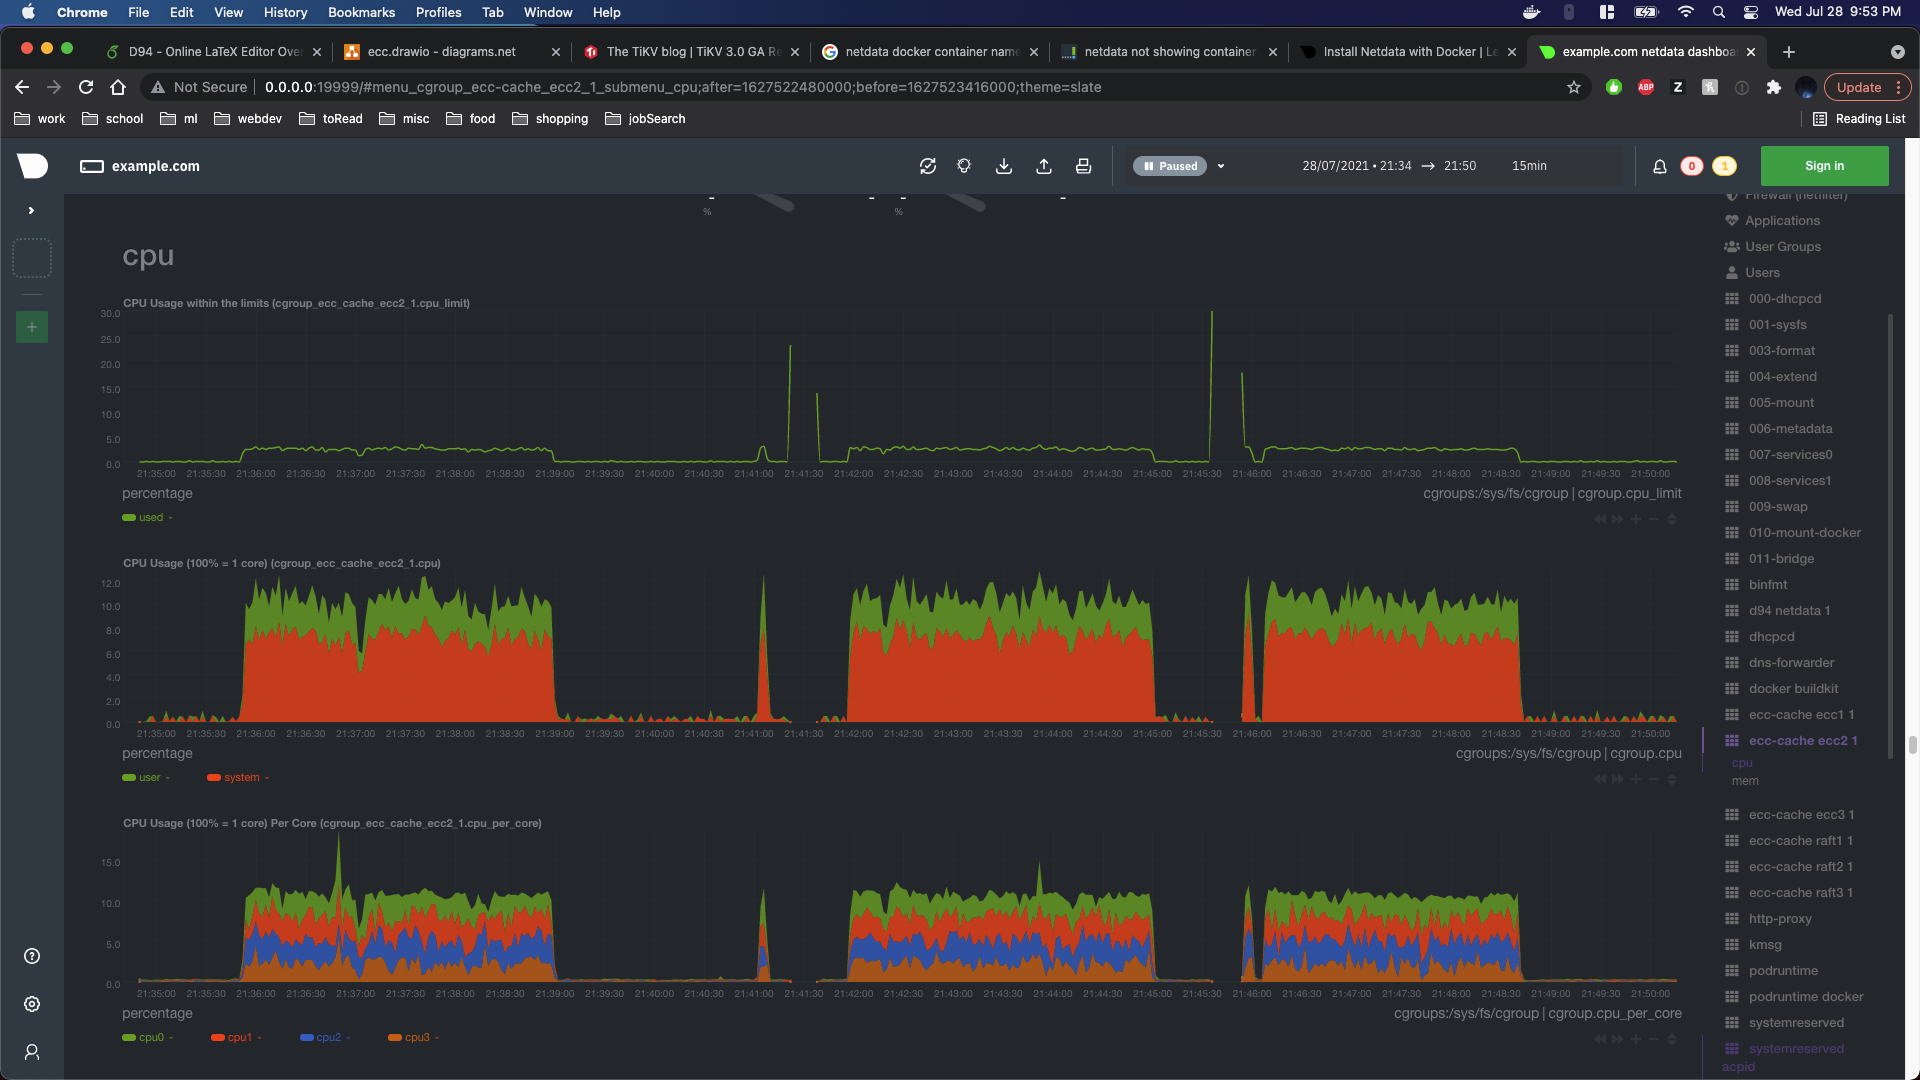 Chrome File Edit View History Bookmarks Profiles Tab Window Help Wed Jul 28 9:53 PM
D94 - Online LaTeX Editor Over
ecc.drawio - diagrams.net
The TiKV blog | TiKV 3.0 GA Re
netdata docker container name
netdata not showing container
Install Netdata with Docker | Le
example.com netdata dashboa
Not Secure 0.0.0.0:19999/#menu_cgroup_ecc-cache_ecc2_1_submenu_cpu;after=1627522480000;before=1627523416000;theme=slate
ABP Z Update
work school ml webdev toRead misc food shopping jobSearch Reading List
example.com Paused 28/07/2021 • 21:34 → 21:50 15min 0 1 Sign in
% %
cpu
CPU Usage within the limits (cgroup_ecc_cache_ecc2_1.cpu_limit)
30.0
25.0
20.0
15.0
10.0
5.0
0.0
21:35:00 21:35:30 21:36:00 21:36:30 21:37:00 21:37:30 21:38:00 21:38:30 21:39:00 21:39:30 21:40:00 21:40:30 21:41:00 21:41:30 21:42:00 21:42:30 21:43:00 21:43:30 21:44:00 21:44:30 21:45:00 21:45:30 21:46:00 21:46:30 21:47:00 21:47:30 21:48:00 21:48:30 21:49:00 21:49:30 21:50:00
percentage cgroups:/sys/fs/cgroup | cgroup.cpu_limit
used -
CPU Usage (100% = 1 core) (cgroup_ecc_cache_ecc2_1.cpu)
12.0
10.0
8.0
6.0
4.0
2.0
0.0
21:35:00 21:35:30 21:36:00 21:36:30 21:37:00 21:37:30 21:38:00 21:38:30 21:39:00 21:39:30 21:40:00 21:40:30 21:41:00 21:41:30 21:42:00 21:42:30 21:43:00 21:43:30 21:44:00 21:44:30 21:45:00 21:45:30 21:46:00 21:46:30 21:47:00 21:47:30 21:48:00 21:48:30 21:49:00 21:49:30 21:50:00
percentage cgroups:/sys/fs/cgroup | cgroup.cpu
user - system -
CPU Usage (100% = 1 core) Per Core (cgroup_ecc_cache_ecc2_1.cpu_per_core)
15.0
10.0
5.0
0.0
21:35:00 21:35:30 21:36:00 21:36:30 21:37:00 21:37:30 21:38:00 21:38:30 21:39:00 21:39:30 21:40:00 21:40:30 21:41:00 21:41:30 21:42:00 21:42:30 21:43:00 21:43:30 21:44:00 21:44:30 21:45:00 21:45:30 21:46:00 21:46:30 21:47:00 21:47:30 21:48:00 21:48:30 21:49:00 21:49:30 21:50:00
percentage cgroups:/sys/fs/cgroup | cgroup.cpu_per_core
cpu0 - cpu1 - cpu2 - cpu3 -
Firewall (netfilter)
Applications
User Groups
Users
000-dhcpcd
001-sysfs
003-format
004-extend
005-mount
006-metadata
007-services0
008-services1
009-swap
010-mount-docker
011-bridge
binfmt
d94 netdata 1
dhcpcd
dns-forwarder
docker buildkit
ecc-cache ecc1 1
ecc-cache ecc2 1
cpu
mem
ecc-cache ecc3 1
ecc-cache raft1 1
ecc-cache raft2 1
ecc-cache raft3 1
http-proxy
kmsg
podruntime
podruntime docker
systemreserved
systemreserved
acpid